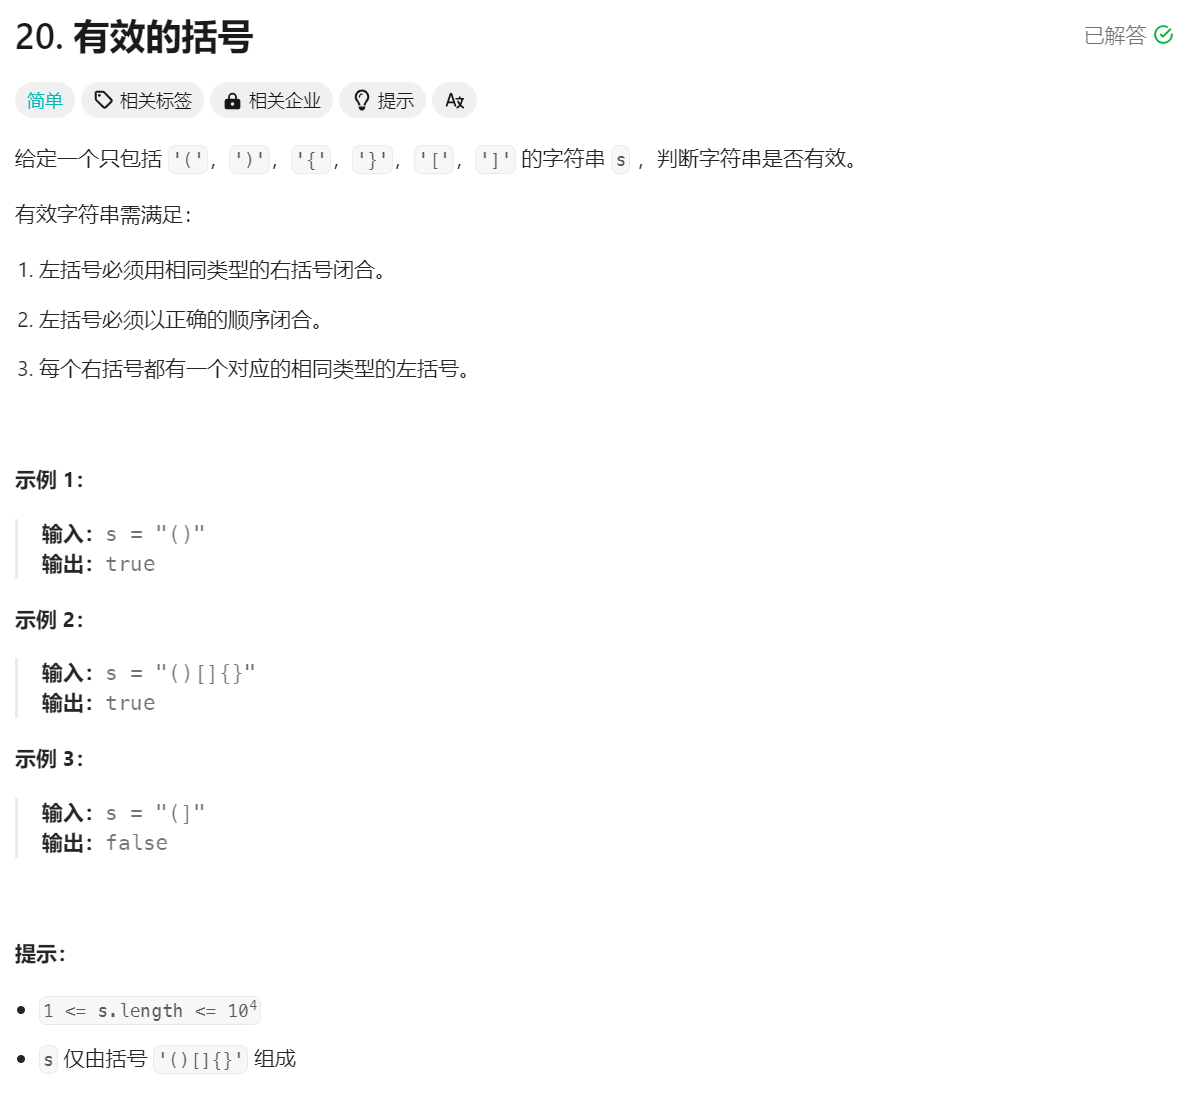 20. 有效的括号
已解答
简单 相关标签 相关企业 提示 Aあ
给定一个只包括 '('，')'，'{'，'}'，'['，']' 的字符串 s ，判断字符串是否有效。
有效字符串需满足：
1. 左括号必须用相同类型的右括号闭合。
2. 左括号必须以正确的顺序闭合。
3. 每个右括号都有一个对应的相同类型的左括号。
示例 1：
输入：s = "()"
输出：true
示例 2：
输入：s = "()[]{}"
输出：true
示例 3：
输入：s = "(]"
输出：false
提示：
• 1 <= s.length <= 10⁴
• s 仅由括号 '()[]{}' 组成